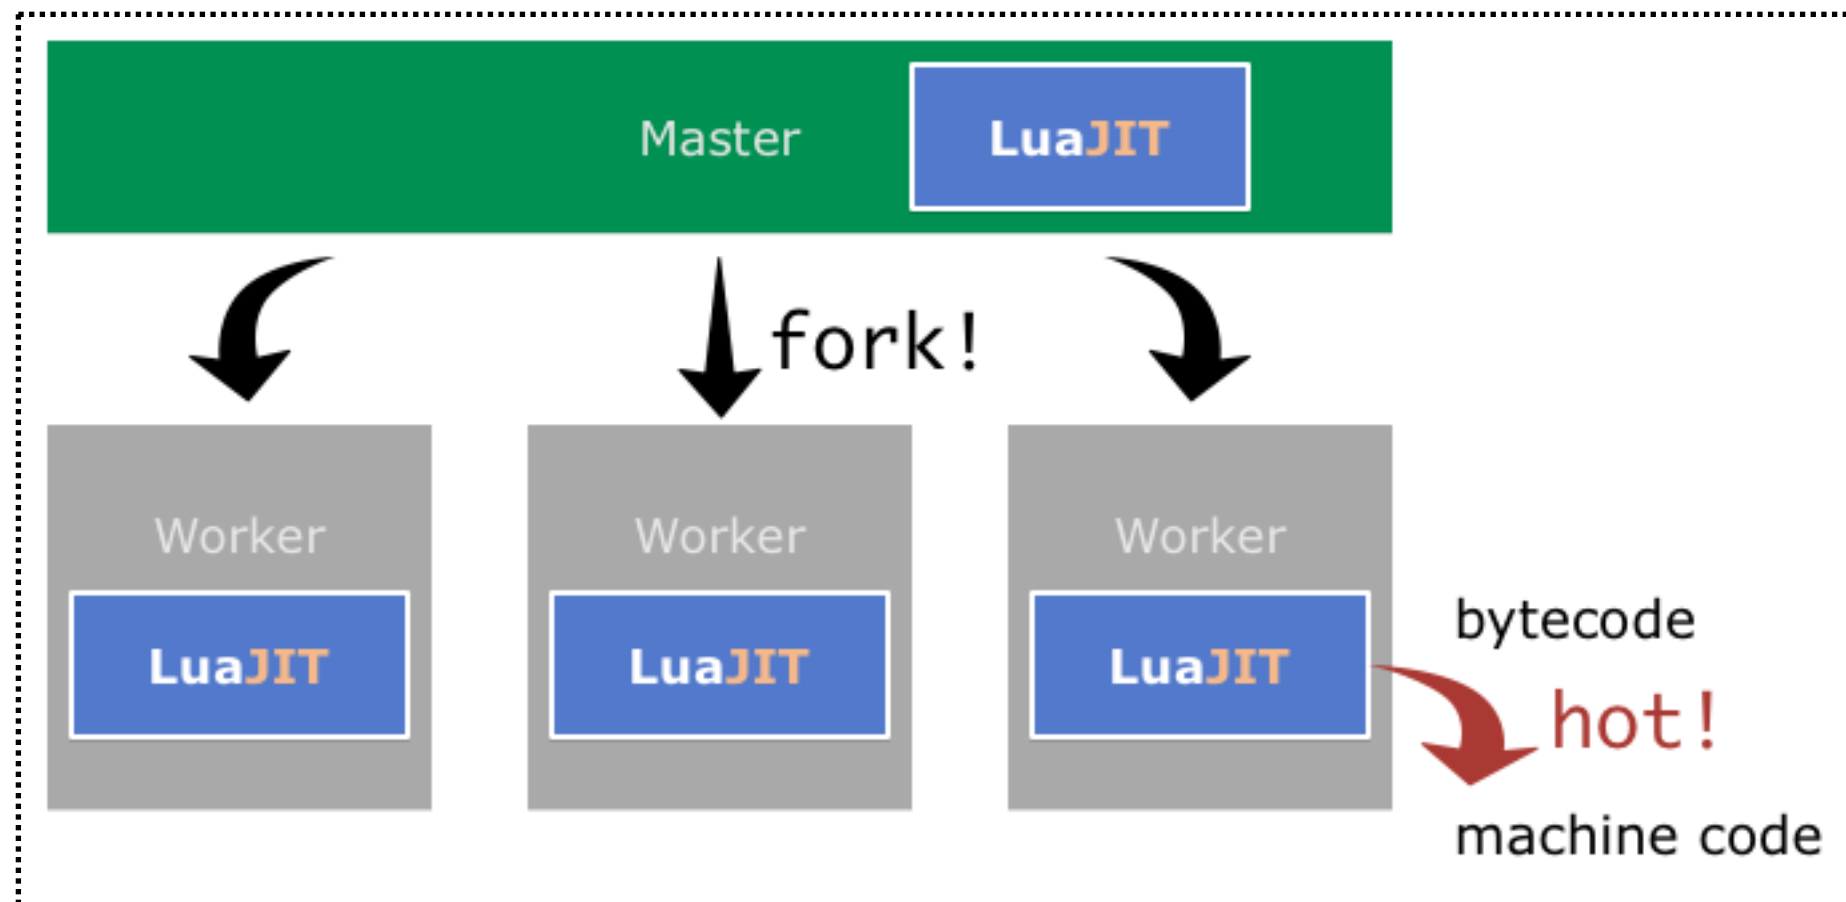 Master
LuaJIT
fork!
Worker
Worker
Worker
LuaJIT
LuaJIT
LuaJIT
bytecode
hot!
machine code